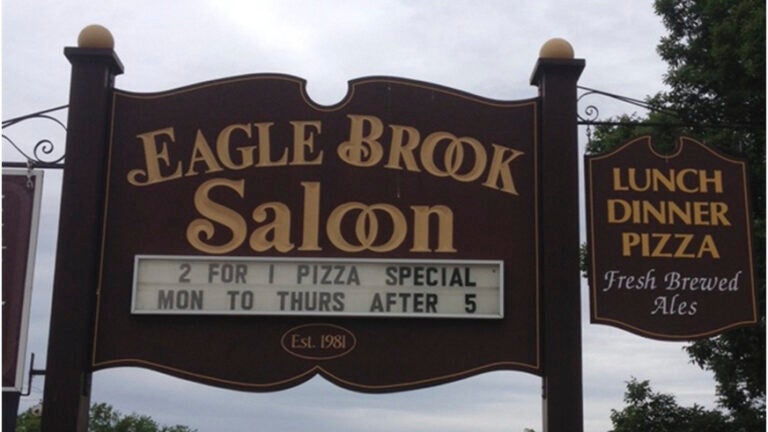 EAGLE BROOK
Saloon
2 FOR 1 PIZZA SPECIAL
MON TO THURS AFTER 5
Est. 1981
LUNCH
DINNER
PIZZA
Fresh Brewed
Ales